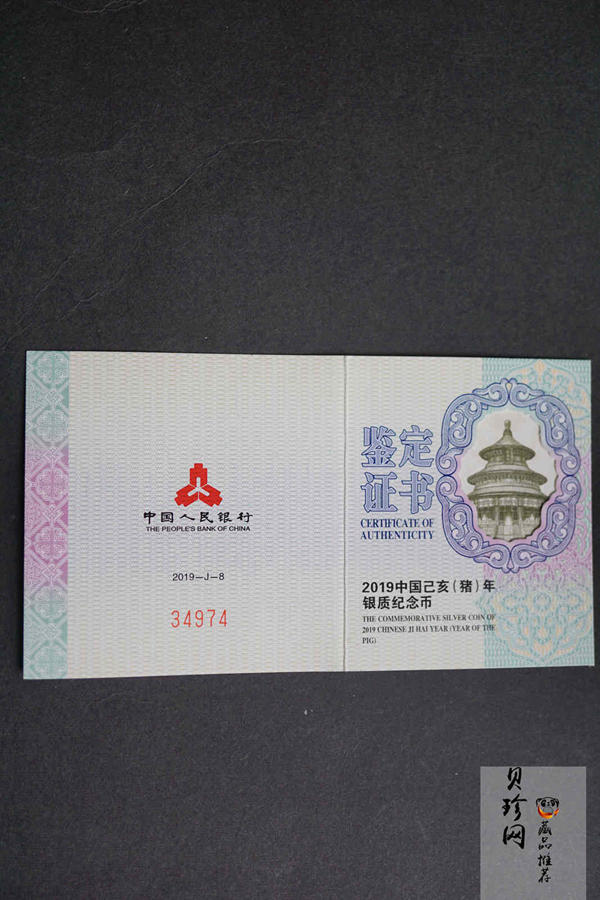 中国人民银行
THE PEOPLE'S BANK OF CHINA
2019—J—8
34974
鉴定
证书
CERTIFICATE OF
AUTHENTICITY
2019中国己亥（猪）年
银质纪念币
THE COMMEMORATIVE SILVER COIN OF
2019 CHINESE JI HAI YEAR (YEAR OF THE
PIG)
贝珍网
藏品
推荐